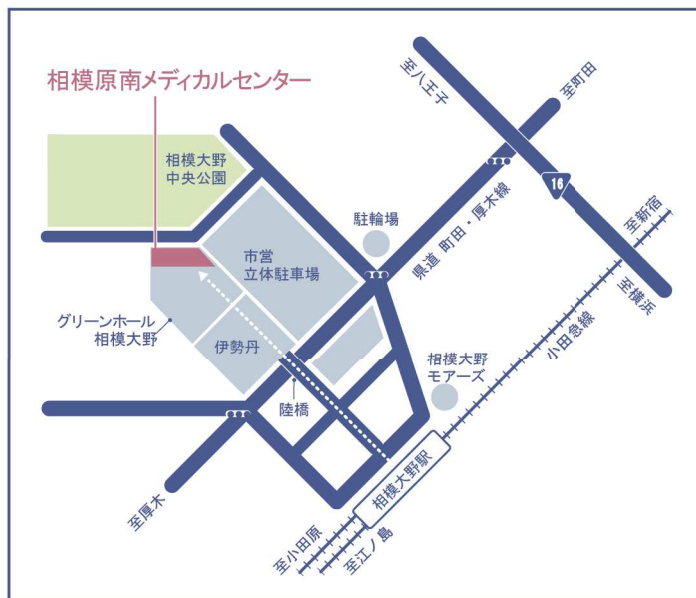 相模原南メディカルセンター
至八王子
至町田
相模大野
中央公園
16
駐輪場
県道 町田・厚木線
至新宿
市営
立体駐車場
至横浜
小田急線
グリーンホール
相模大野
伊勢丹
相模大野
モアーズ
陸橋
相模大野駅
至厚木
至小田原
至江ノ島